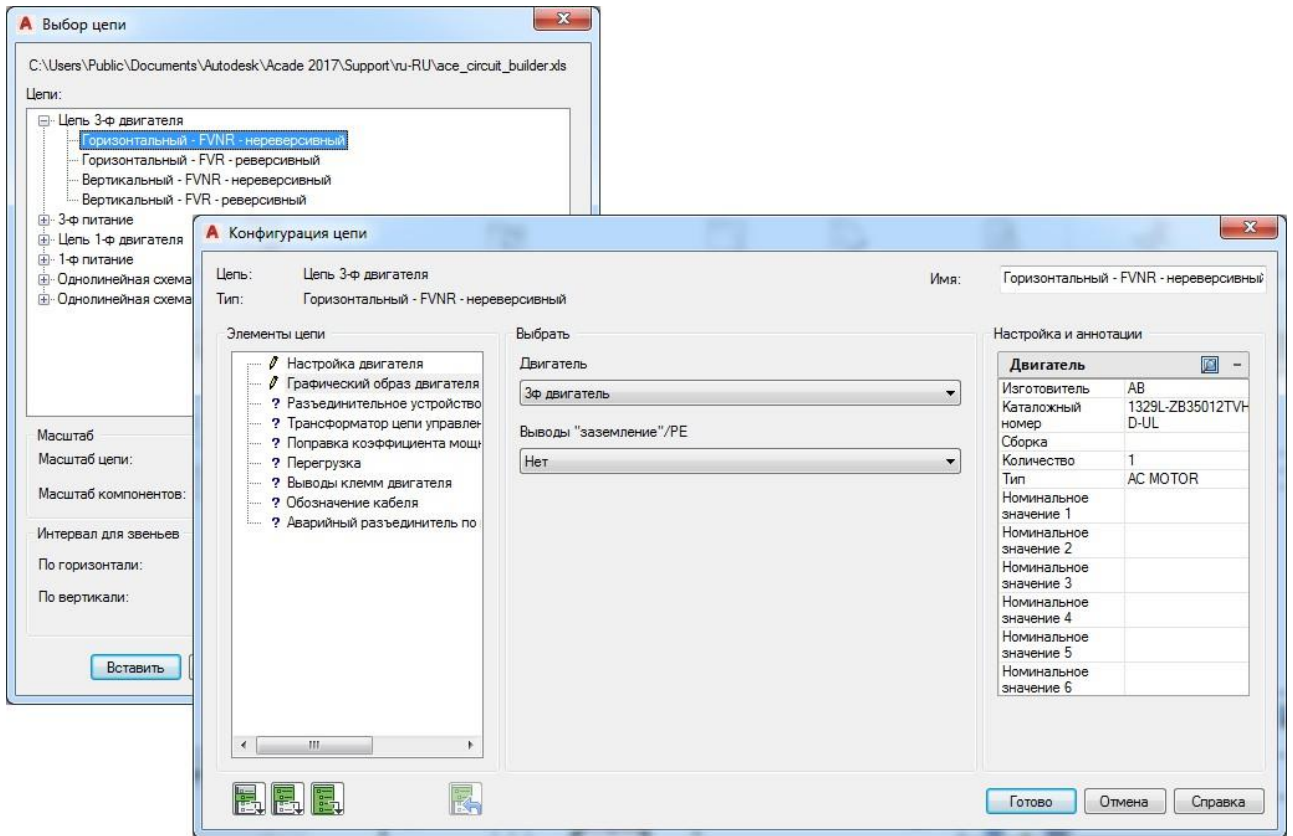 Выбор цепи
C:\Users\Public\Documents\Autodesk\Acade 2017\Support\ru-RU\ace_circuit_builder.xls
Цепи:
Цепь 3-ф двигателя
Горизонтальный - FVNR - нереверсивный
Горизонтальный - FVR - реверсивный
Вертикальный - FVNR - нереверсивный
Вертикальный - FVR - реверсивный
3-ф питание
Цепь 1-ф двигателя
1-ф питание
Однолинейная схема
Однолинейная схема
Масштаб
Масштаб цепи:
Масштаб компонентов:
Интервал для звеньев
По горизонтали:
По вертикали:
Вставить
Конфигурация цепи
Цепь: Цепь 3-ф двигателя
Тип: Горизонтальный - FVNR - нереверсивный
Имя: Горизонтальный - FVNR - нереверсивный
Элементы цепи
Настройка двигателя
Графический образ двигателя
? Разъединительное устройство
? Трансформатор цепи управлен
? Поправка коэффициента мощн
? Перегрузка
? Выводы клемм двигателя
? Обозначение кабеля
? Аварийный разъединитель по
Выбрать
Двигатель
3ф двигатель
Выводы "заземление"/PE
Нет
Настройка и аннотации
Двигатель
Изготовитель AB
Каталожный 1329L-ZB35012TVH
номер D-UL
Сборка
Количество 1
Тип AC MOTOR
Номинальное
значение 1
Номинальное
значение 2
Номинальное
значение 3
Номинальное
значение 4
Номинальное
значение 5
Номинальное
значение 6
Готово Отмена Справка